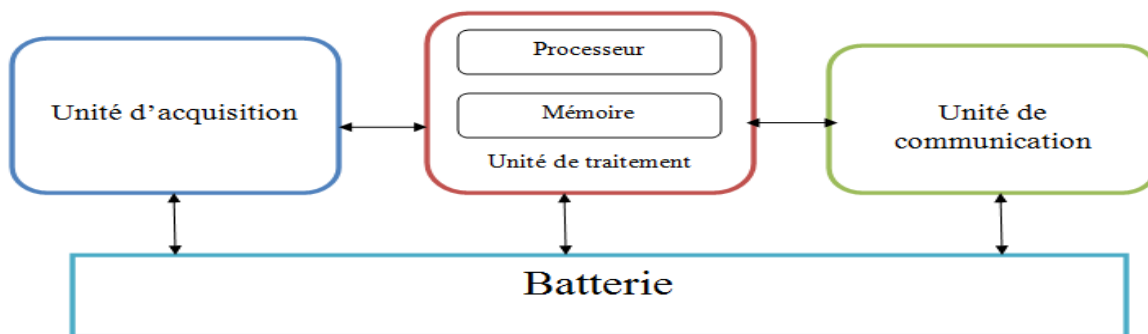 Unité d'acquisition
Processeur
Mémoire
Unité de traitement
Unité de
communication
Batterie